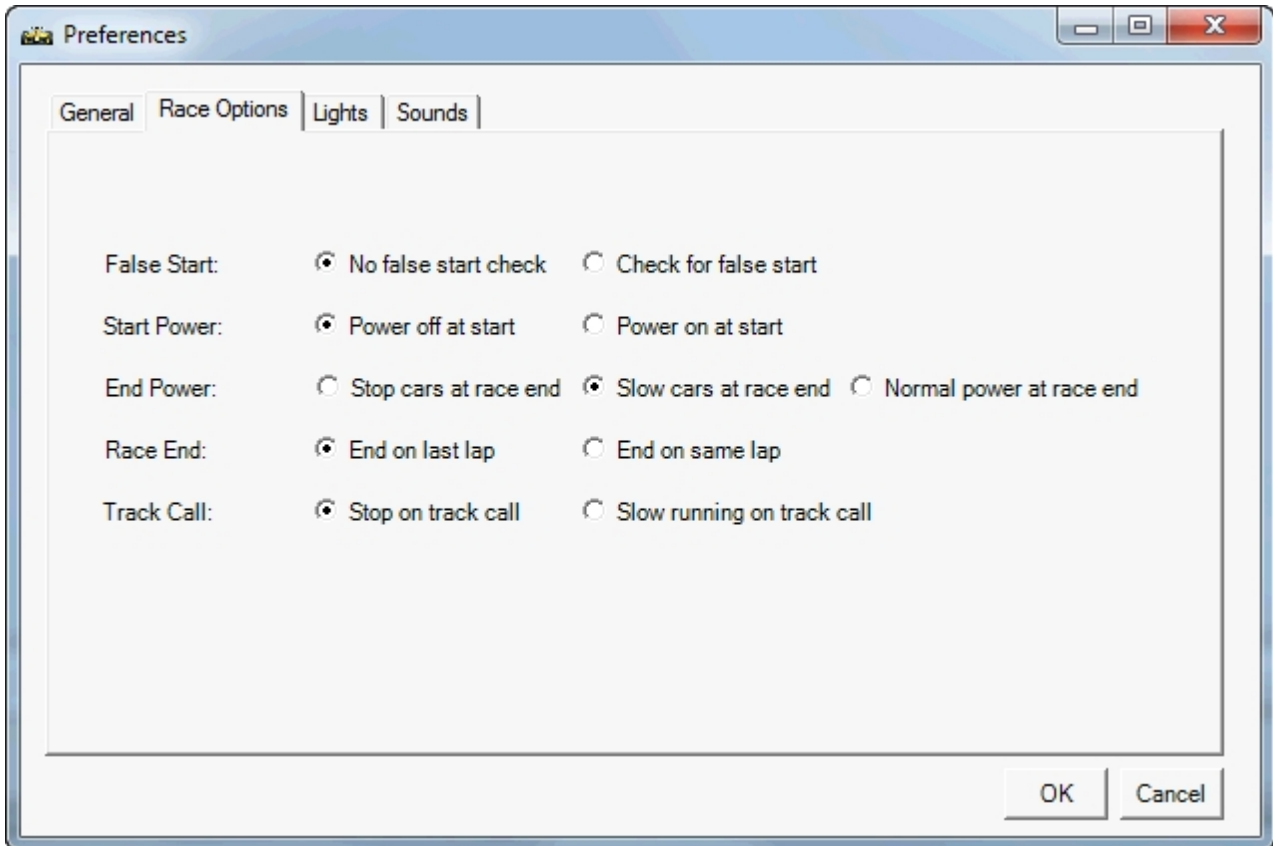 Preferences
General Race Options Lights Sounds
False Start: No false start check Check for false start
Start Power: Power off at start Power on at start
End Power: Stop cars at race end Slow cars at race end Normal power at race end
Race End: End on last lap End on same lap
Track Call: Stop on track call Slow running on track call
OK Cancel